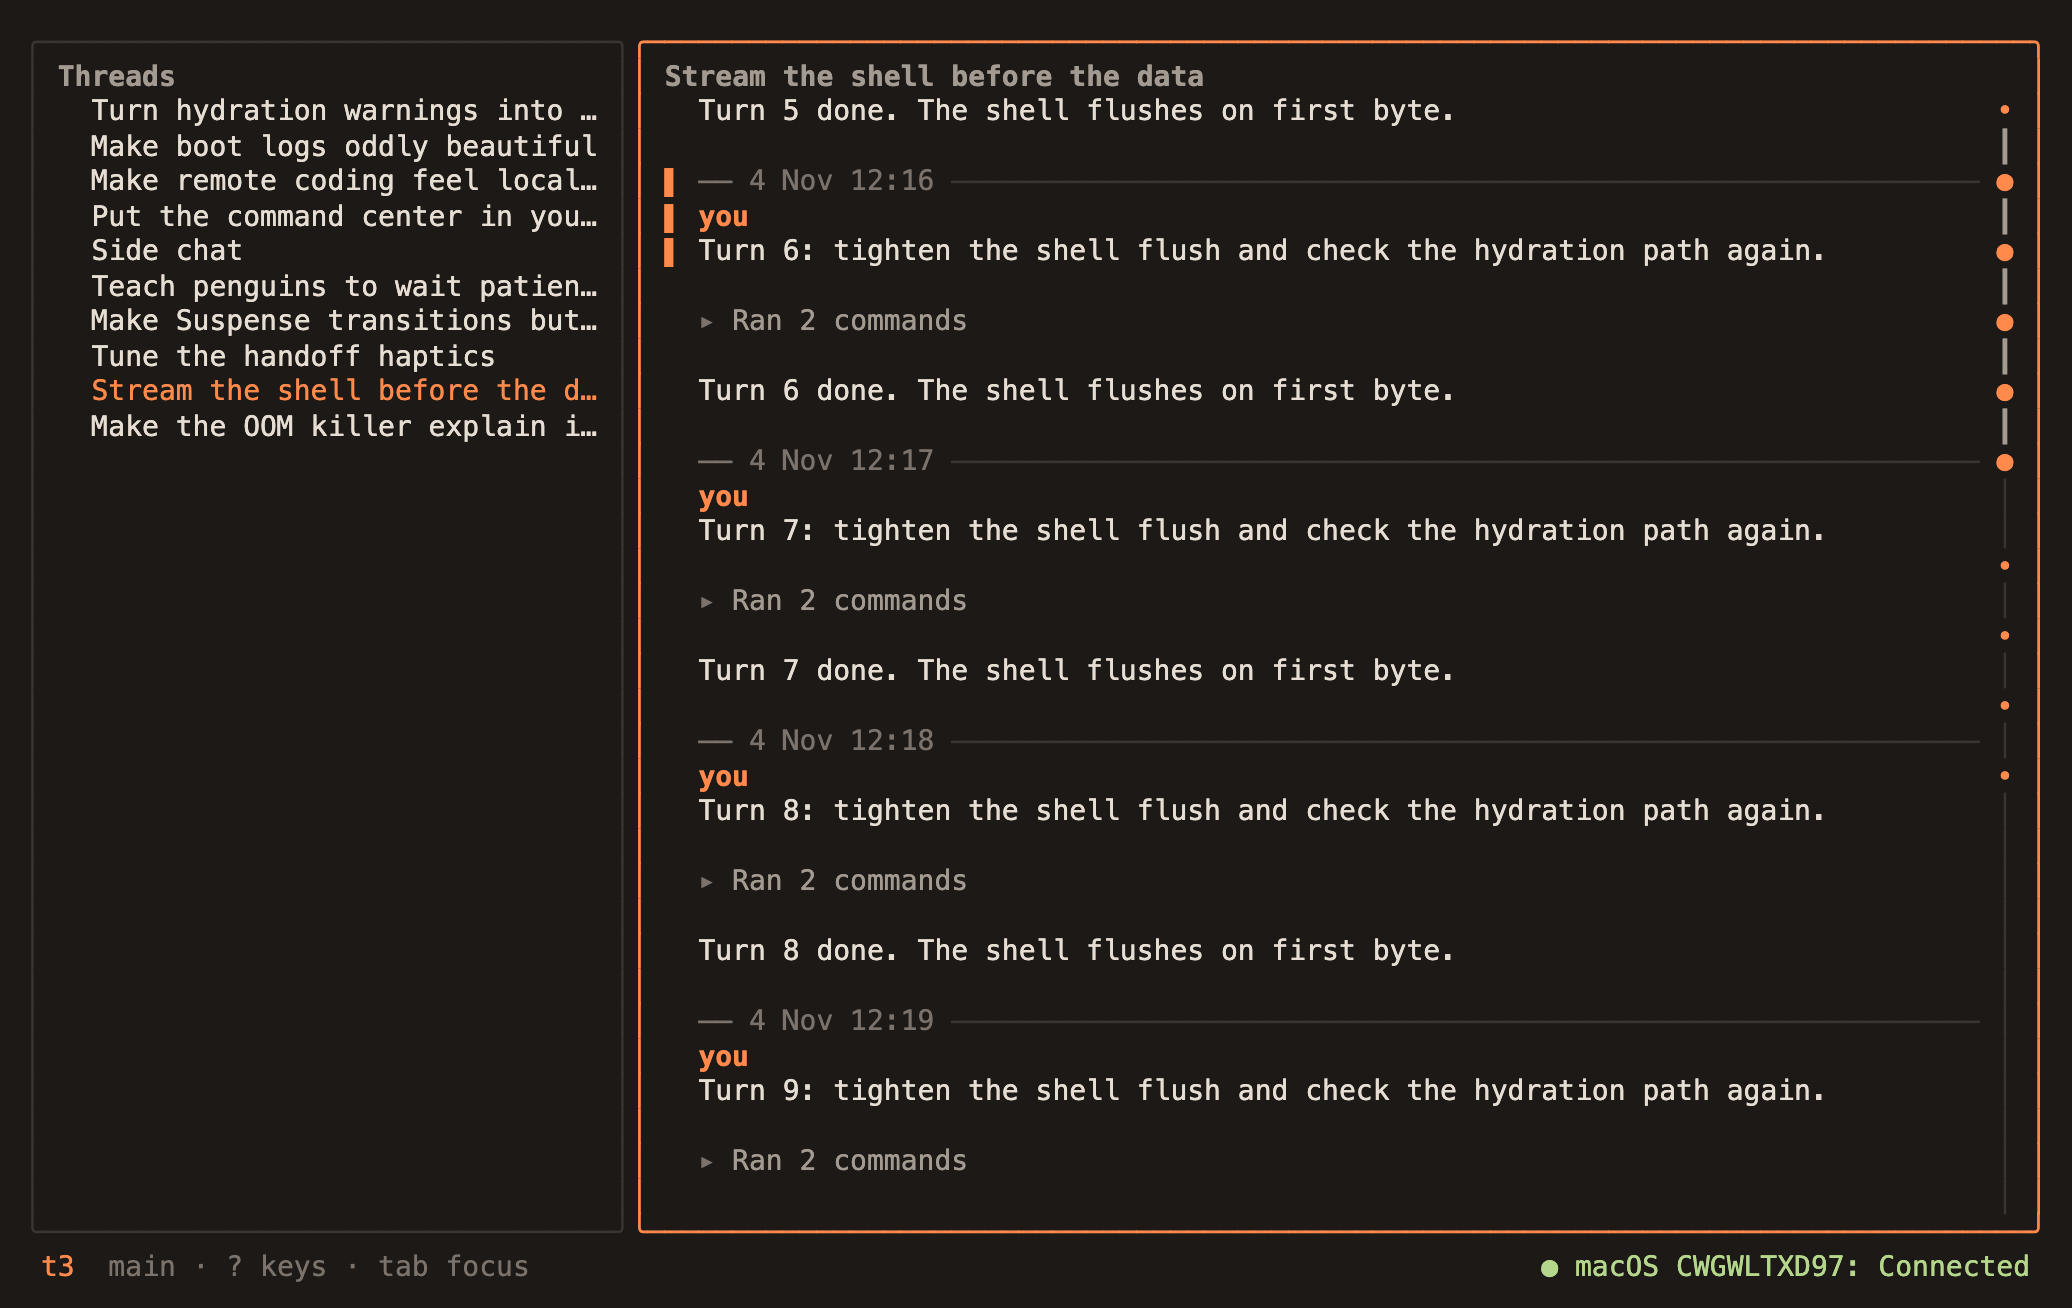 Threads
Turn hydration warnings into …
Make boot logs oddly beautiful
Make remote coding feel local…
Put the command center in you…
Side chat
Teach penguins to wait patien…
Make Suspense transitions but…
Tune the handoff haptics
Stream the shell before the d…
Make the OOM killer explain i…
Stream the shell before the data
Turn 5 done. The shell flushes on first byte.
4 Nov 12:16
you
Turn 6: tighten the shell flush and check the hydration path again.
▸ Ran 2 commands
Turn 6 done. The shell flushes on first byte.
4 Nov 12:17
you
Turn 7: tighten the shell flush and check the hydration path again.
▸ Ran 2 commands
Turn 7 done. The shell flushes on first byte.
4 Nov 12:18
you
Turn 8: tighten the shell flush and check the hydration path again.
▸ Ran 2 commands
Turn 8 done. The shell flushes on first byte.
4 Nov 12:19
you
Turn 9: tighten the shell flush and check the hydration path again.
▸ Ran 2 commands
t3 main · ? keys · tab focus
● macOS CWGWLTXD97: Connected